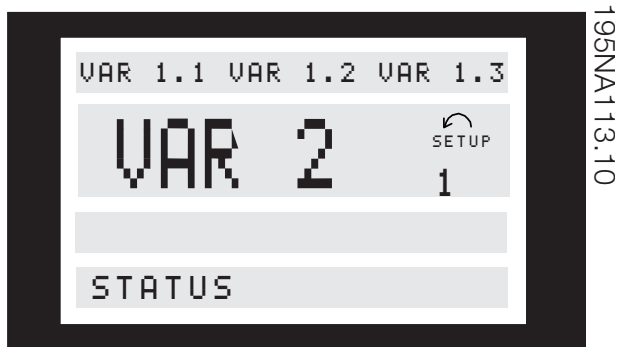 VAR 1.1 VAR 1.2 VAR 1.3
VAR 2
SETUP
1
STATUS
195NA113.10